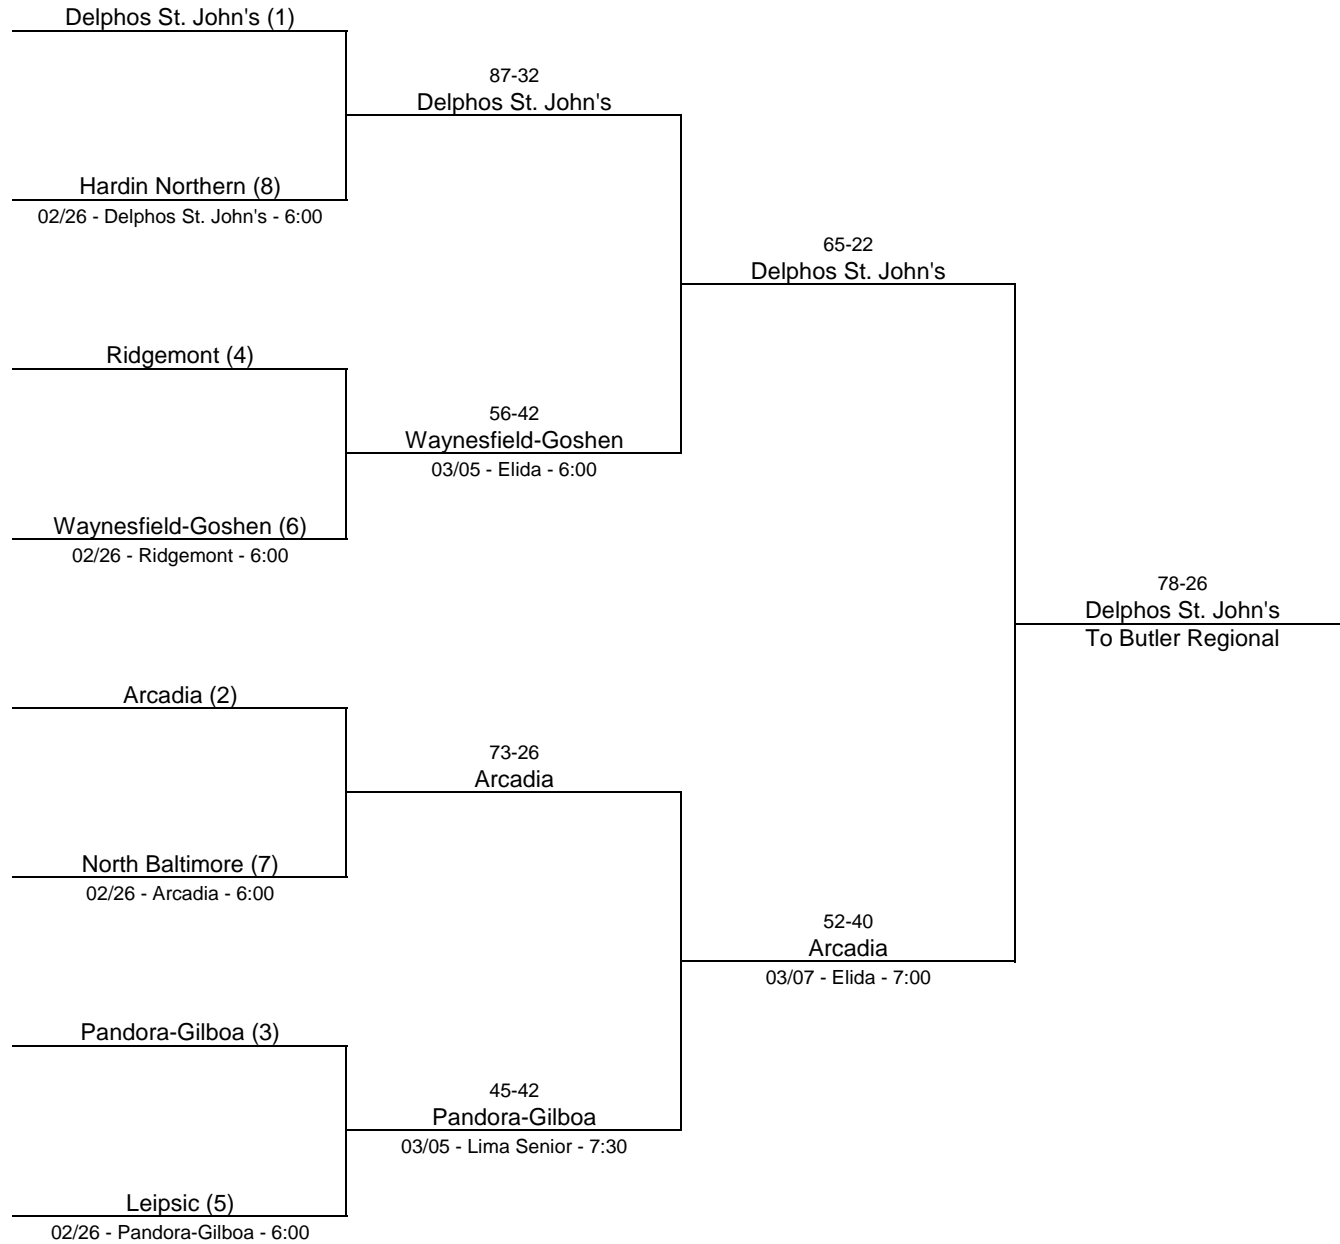 Delphos St. John's (1)
87-32
Delphos St. John's
Hardin Northern (8)
02/26 - Delphos St. John's - 6:00
65-22
Delphos St. John's
Ridgemont (4)
56-42
Waynesfield-Goshen
03/05 - Elida - 6:00
Waynesfield-Goshen (6)
02/26 - Ridgemont - 6:00
78-26
Delphos St. John's
To Butler Regional
Arcadia (2)
73-26
Arcadia
North Baltimore (7)
02/26 - Arcadia - 6:00
52-40
Arcadia
03/07 - Elida - 7:00
Pandora-Gilboa (3)
45-42
Pandora-Gilboa
03/05 - Lima Senior - 7:30
Leipsic (5)
02/26 - Pandora-Gilboa - 6:00